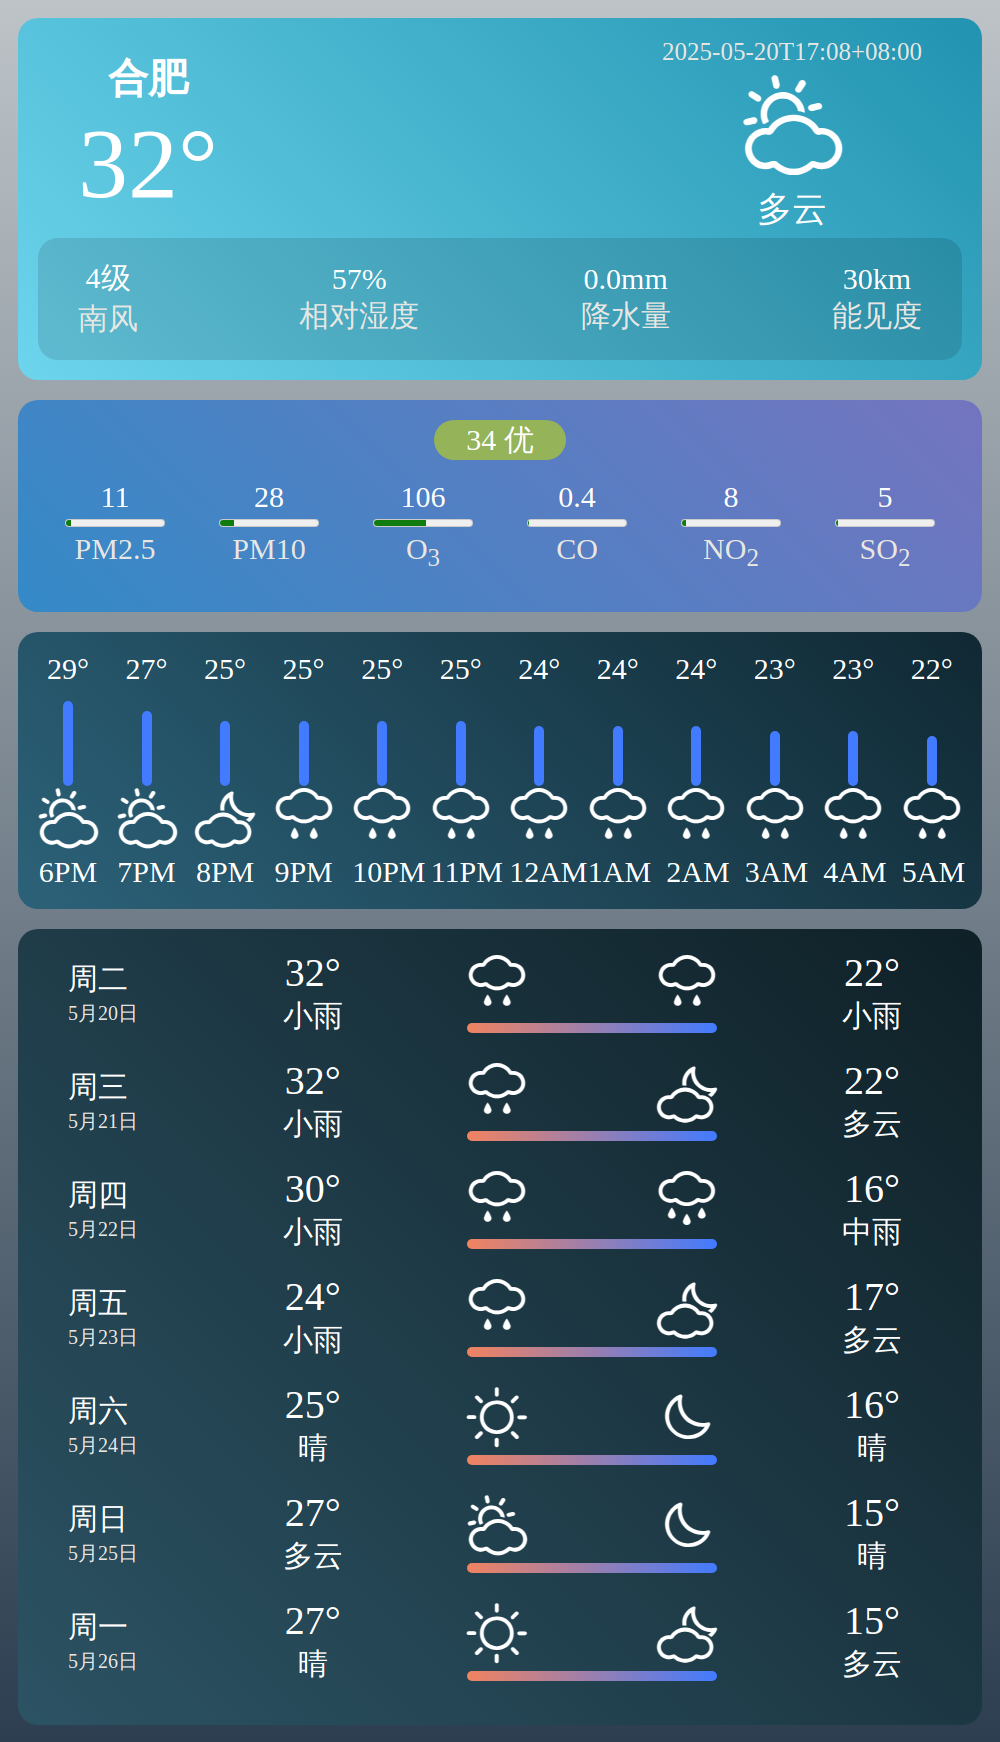 合肥
2025-05-20T17:08+08:00
32°
多云
4级 57% 0.0mm 30km
南风 相对湿度 降水量 能见度
34 优
11 28 106 0.4 8 5
PM2.5 PM10 O3 CO NO2 SO2
29° 27° 25° 25° 25° 25° 24° 24° 24° 23° 23° 22°
6PM 7PM 8PM 9PM 10PM 11PM 12AM 1AM 2AM 3AM 4AM 5AM
周二 32° 22°
5月20日 小雨 小雨
周三 32° 22°
5月21日 小雨 多云
周四 30° 16°
5月22日 小雨 中雨
周五 24° 17°
5月23日 小雨 多云
周六 25° 16°
5月24日 晴 晴
周日 27° 15°
5月25日 多云 晴
周一 27° 15°
5月26日 晴 多云